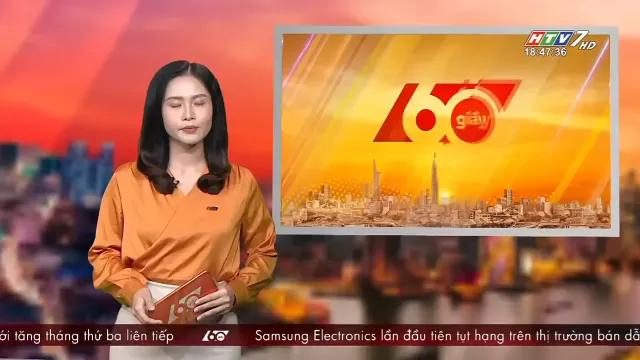 HTV7 HD
18:47:36
60 giây
ới tăng tháng thứ ba liên tiếp 60 Samsung Electronics lần đầu tiên tụt hạng trên thị trường bán dẫ